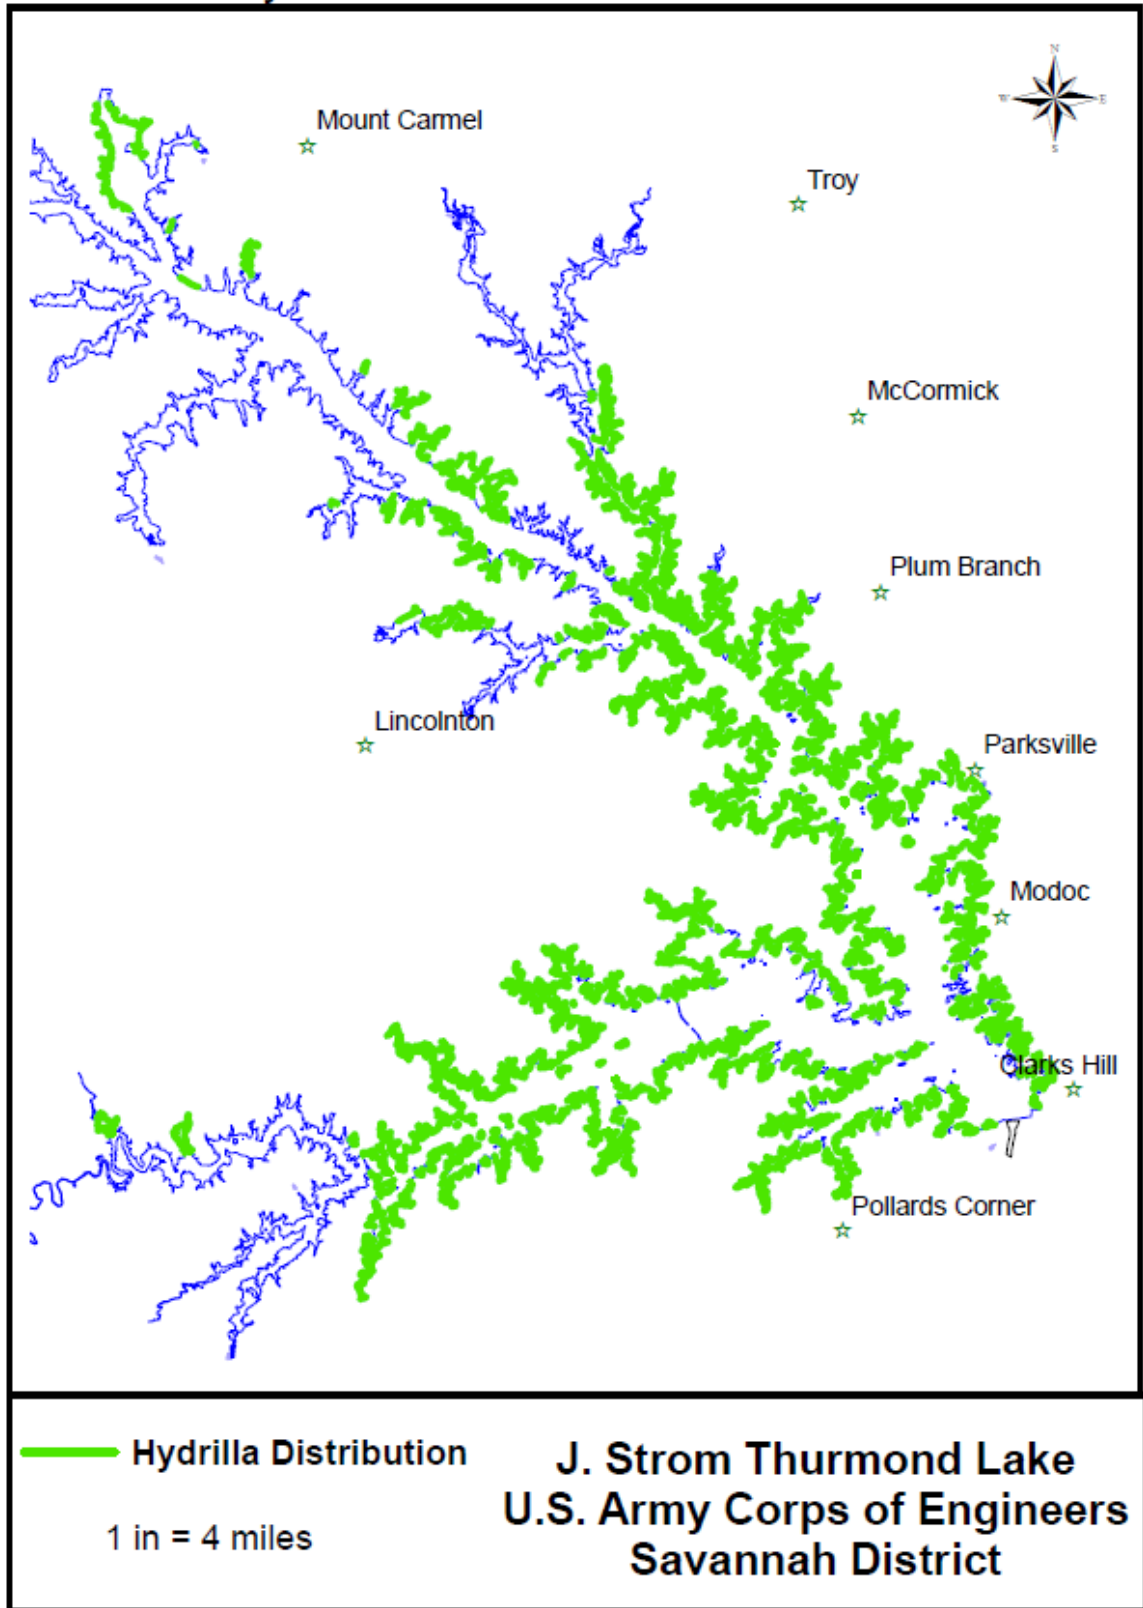 N
W E
S
Mount Carmel
Troy
McCormick
Plum Branch
Lincolnton
Parksville
Modoc
Clarks Hill
Pollards Corner
Hydrilla Distribution
1 in = 4 miles
J. Strom Thurmond Lake
U.S. Army Corps of Engineers
Savannah District